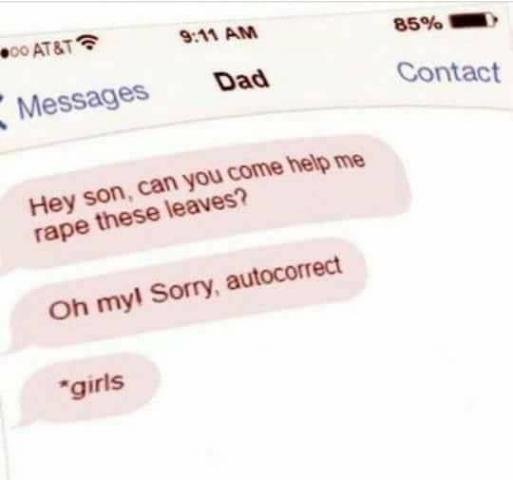 ●○○ AT&T 9:11 AM 85%
Messages Dad Contact
Hey son, can you come help me
rape these leaves?
Oh my! Sorry, autocorrect
*girls